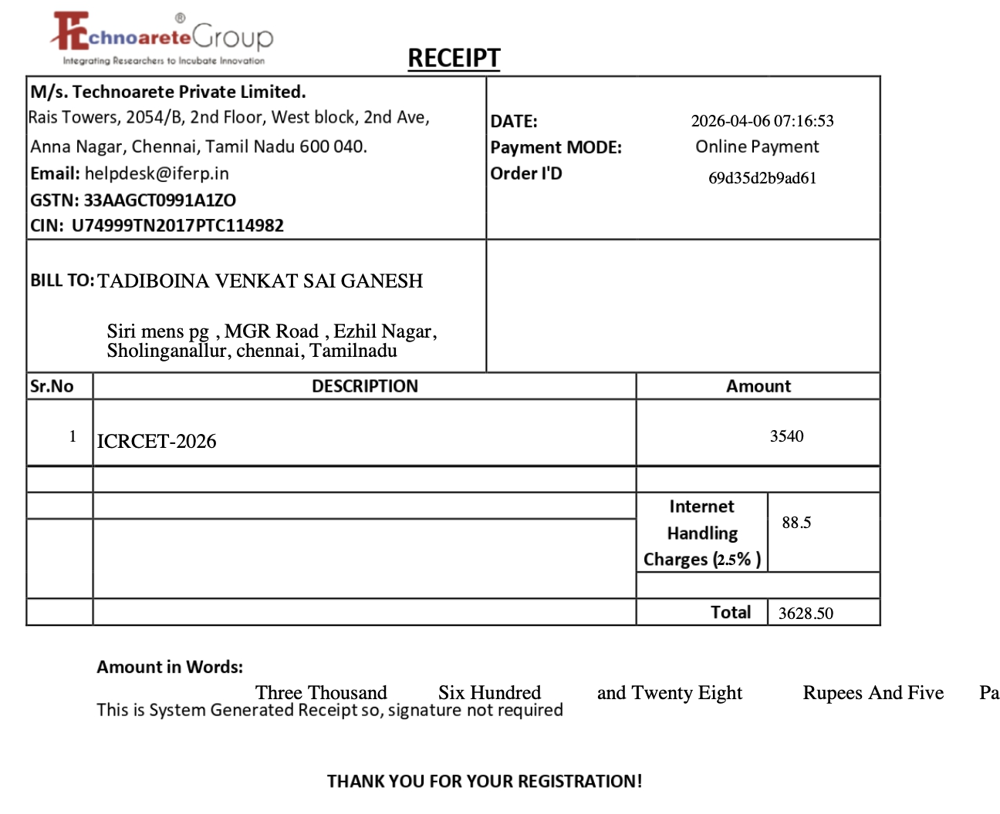 TEchnoareteGroup®
Integrating Researchers to Incubate Innovation
RECEIPT
M/s. Technoarete Private Limited.
Rais Towers, 2054/B, 2nd Floor, West block, 2nd Ave,
Anna Nagar, Chennai, Tamil Nadu 600 040.
Email: helpdesk@iferp.in
GSTN: 33AAGCT0991A1ZO
CIN: U74999TN2017PTC114982
DATE: 2026-04-06 07:16:53
Payment MODE: Online Payment
Order I'D 69d35d2b9ad61
BILL TO: TADIBOINA VENKAT SAI GANESH
Siri mens pg , MGR Road , Ezhil Nagar,
Sholinganallur, chennai, Tamilnadu
Sr.No DESCRIPTION Amount
1 ICRCET-2026 3540
Internet
Handling
Charges (2.5% )
88.5
Total 3628.50
Amount in Words:
Three Thousand Six Hundred and Twenty Eight Rupees And Five Pa
This is System Generated Receipt so, signature not required
THANK YOU FOR YOUR REGISTRATION!